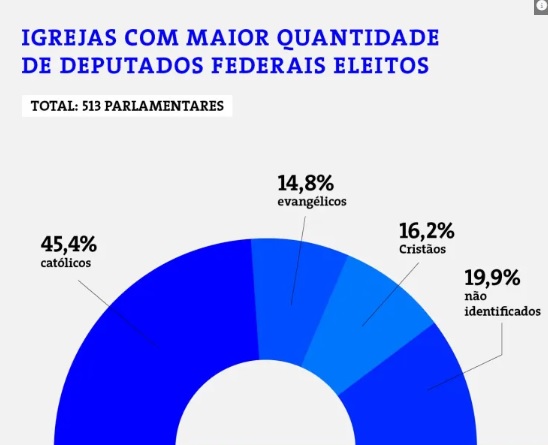 IGREJAS COM MAIOR QUANTIDADE
DE DEPUTADOS FEDERAIS ELEITOS
TOTAL: 513 PARLAMENTARES
14,8%
evangélicos
45,4%
católicos
16,2%
Cristãos
19,9%
não
identificados